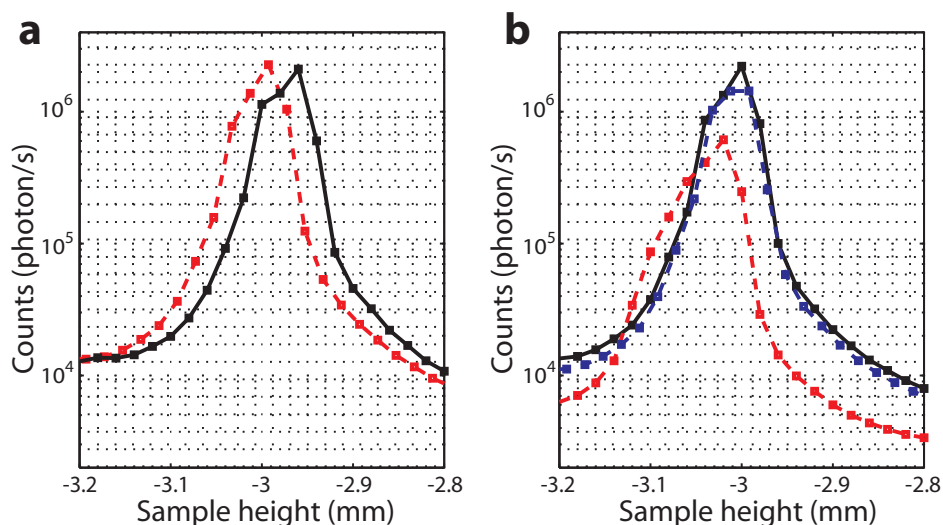 a
b
Counts (photon/s)
10^6
10^5
10^4
-3.2
-3.1
-3
-2.9
-2.8
Sample height (mm)
Counts (photon/s)
10^6
10^5
10^4
-3.2
-3.1
-3
-2.9
-2.8
Sample height (mm)